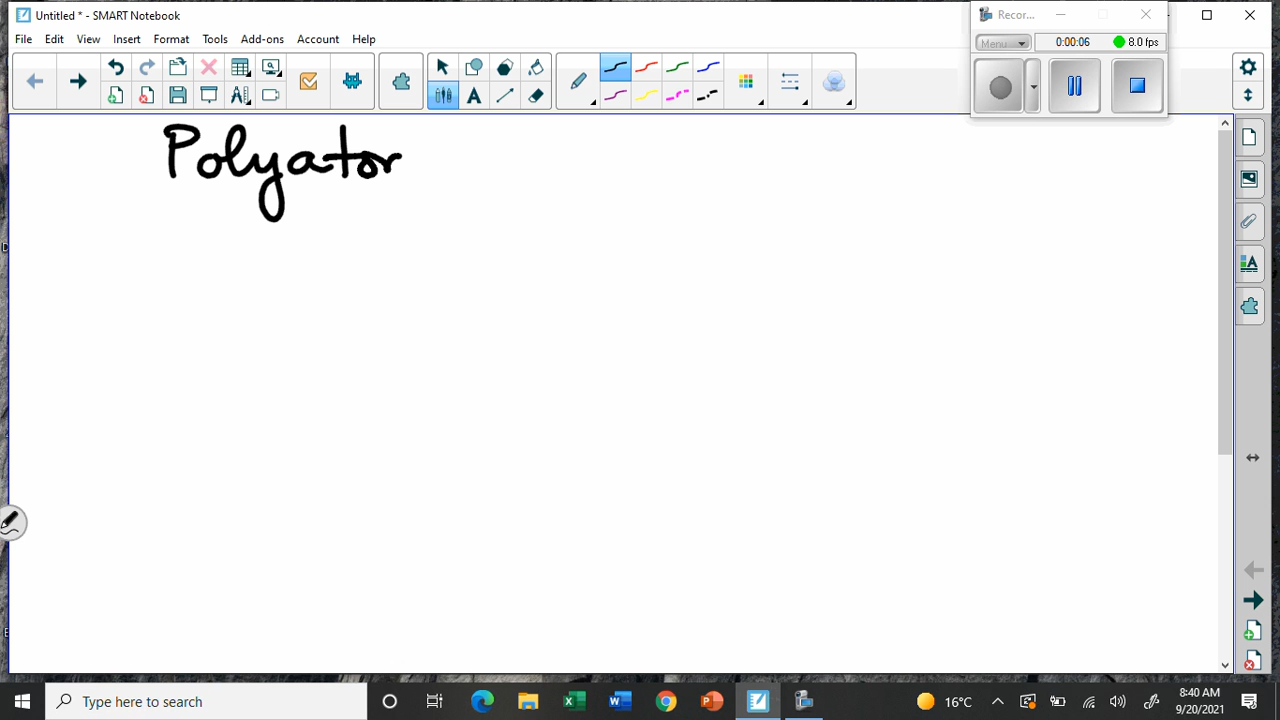 Untitled * - SMART Notebook
Recor...
File Edit View Insert Format Tools Add-ons Account Help
Menu
0:00:06
8.0 fps
Polyator
Type here to search
16°C
8:40 AM
9/20/2021